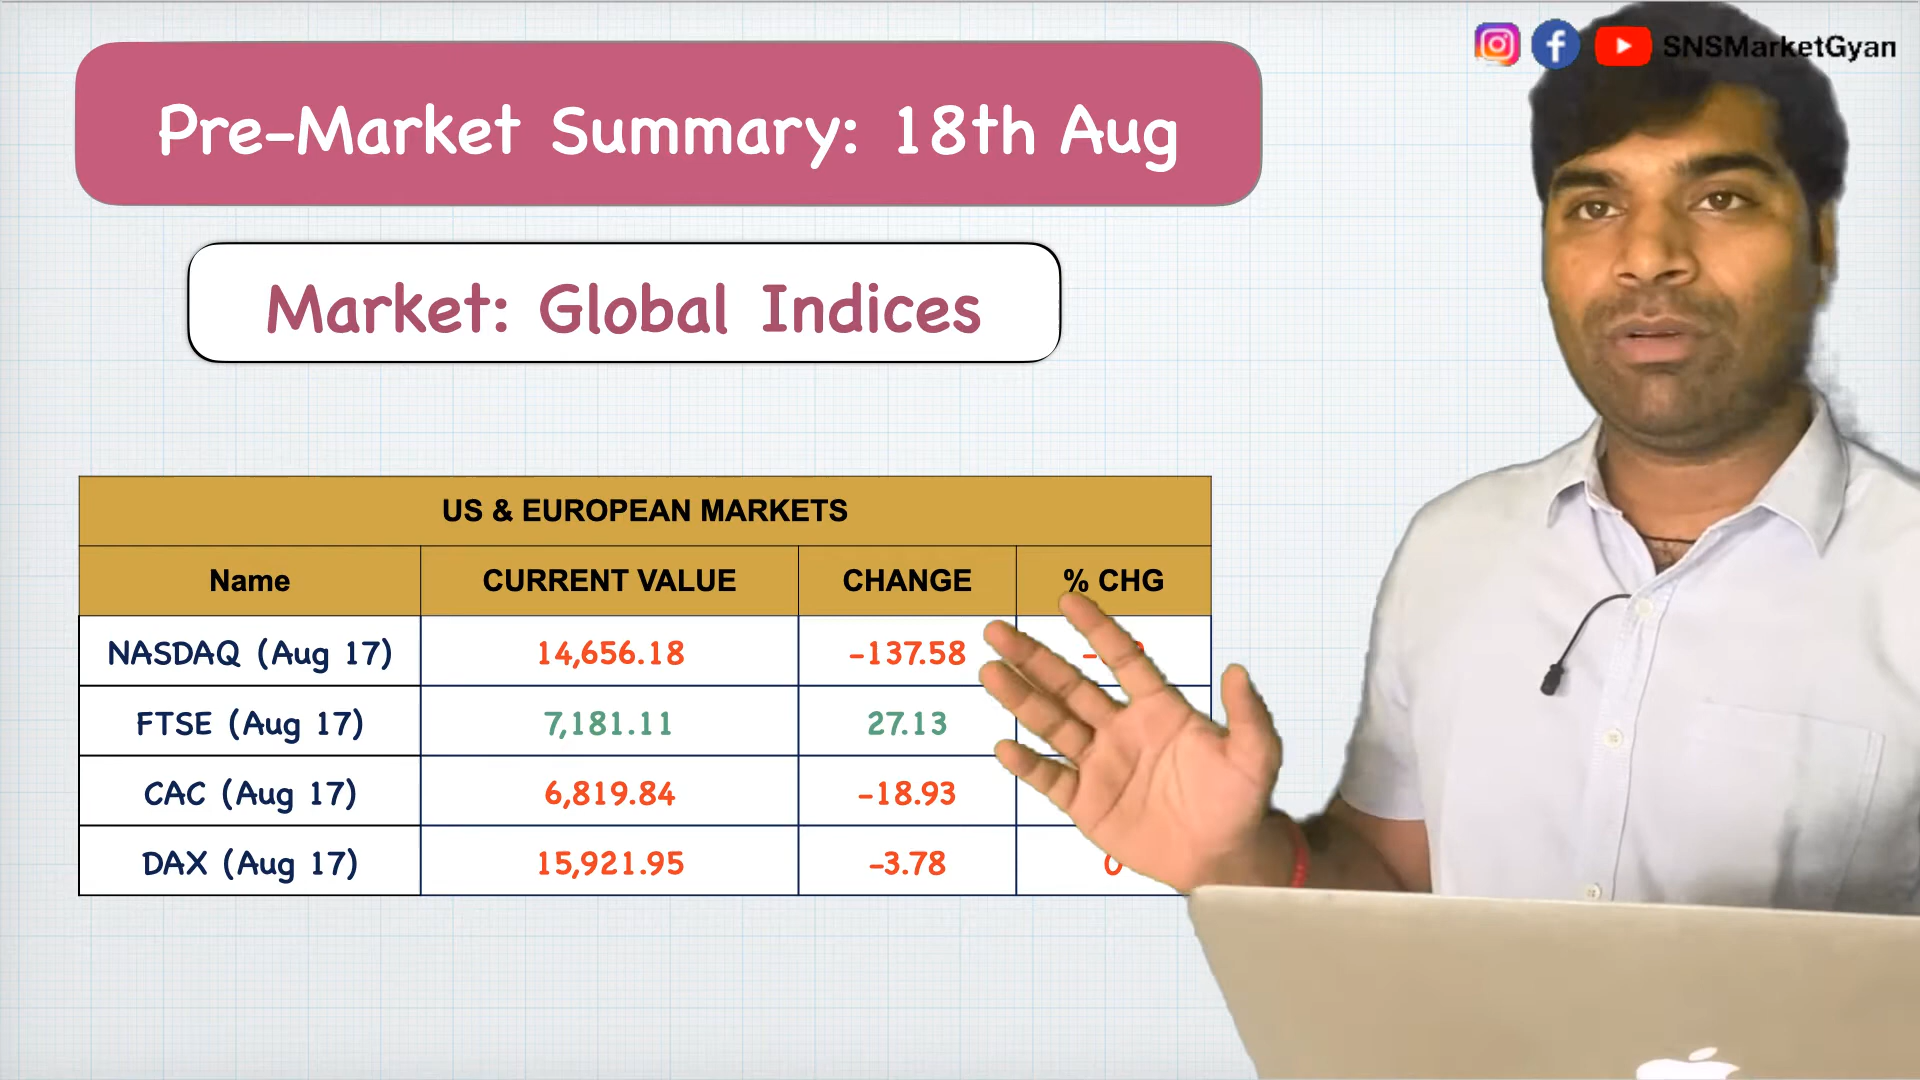 SNSMarketGyan
Pre-Market Summary: 18th Aug
Market: Global Indices
US & EUROPEAN MARKETS
Name CURRENT VALUE CHANGE % CHG
NASDAQ (Aug 17) 14,656.18 -137.58
FTSE (Aug 17) 7,181.11 27.13
CAC (Aug 17) 6,819.84 -18.93
DAX (Aug 17) 15,921.95 -3.78